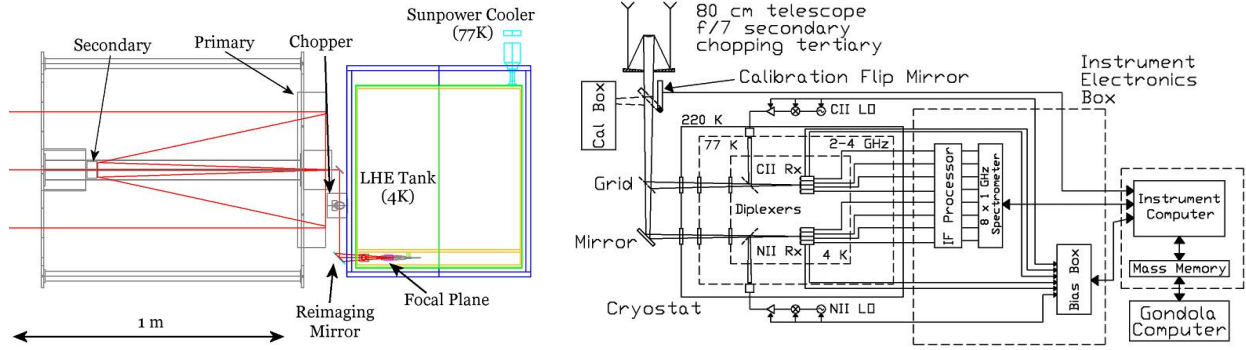 Sunpower Cooler
(77K)
Secondary
Primary
Chopper
LHE Tank
(4K)
Reimaging
Mirror
Focal Plane
1 m
80 cm telescope
f/7 secondary
chopping tertiary
Calibration Flip Mirror
Instrument
Electronics
Box
Cal Box
CII LO
220 K
77 K
2-4 GHz
CII Rx
Grid
Diplexers
IF Processor
8 x 1 GHz
Spectrometer
Instrument
Computer
Mirror
NII Rx
4 K
Bias Box
Mass Memory
Cryostat
NII LO
Gondola
Computer